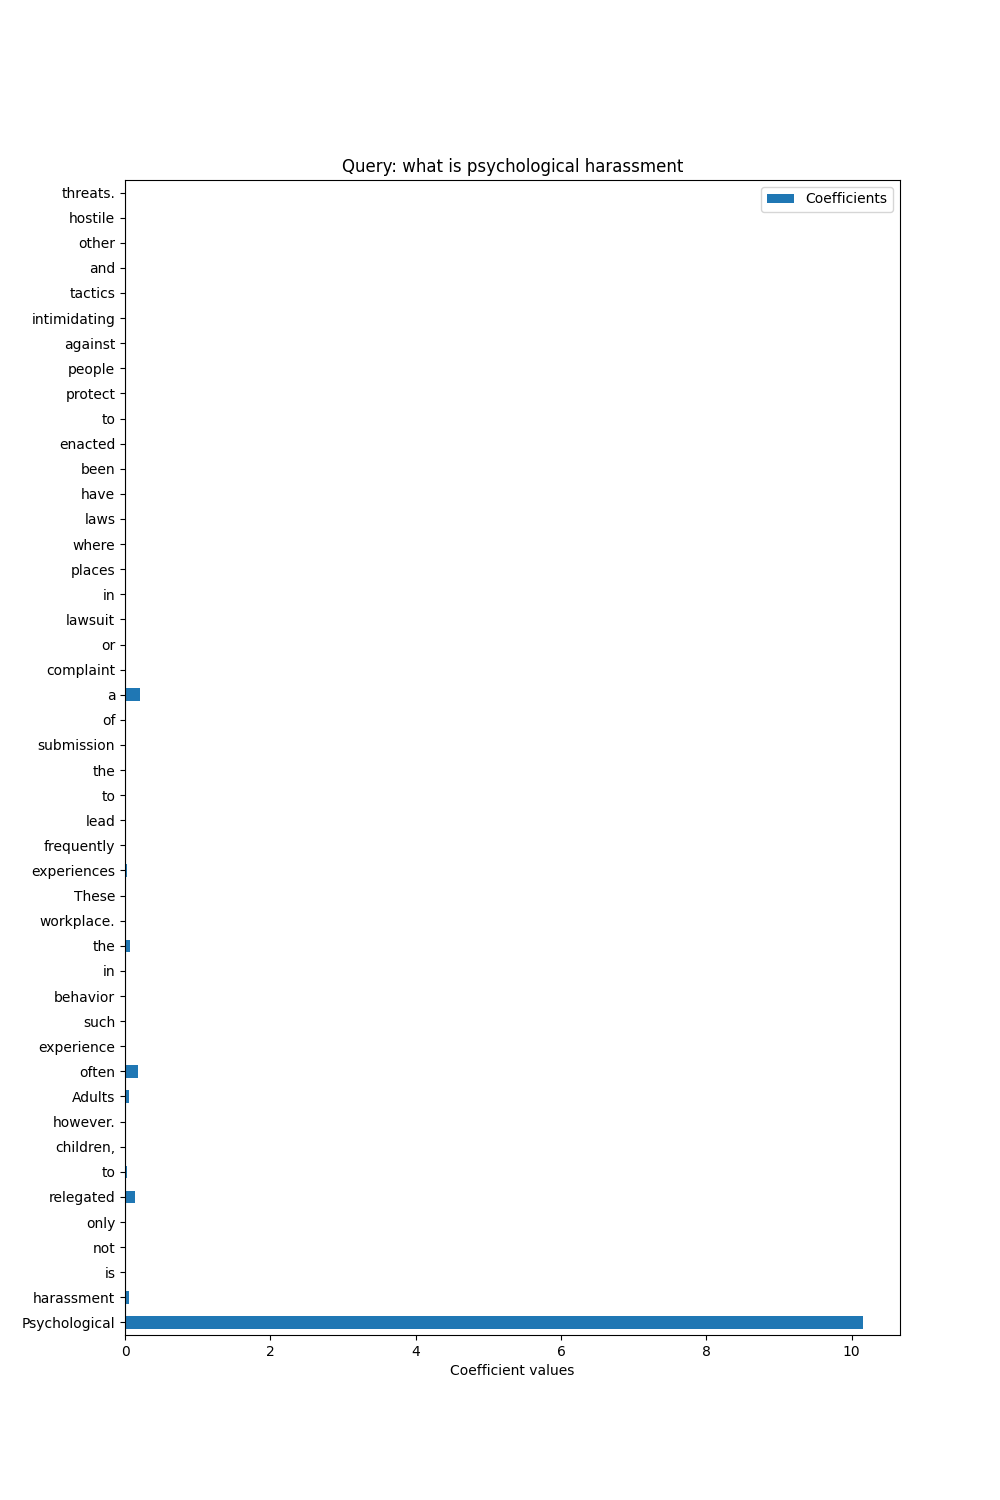 Query: what is psychological harassment
Coefficients
threats.
hostile
other
and
tactics
intimidating
against
people
protect
to
enacted
been
have
laws
where
places
in
lawsuit
or
complaint
a
of
submission
the
to
lead
frequently
experiences
These
workplace.
the
in
behavior
such
experience
often
Adults
however.
children,
to
relegated
only
not
is
harassment
Psychological
0 2 4 6 8 10
Coefficient values